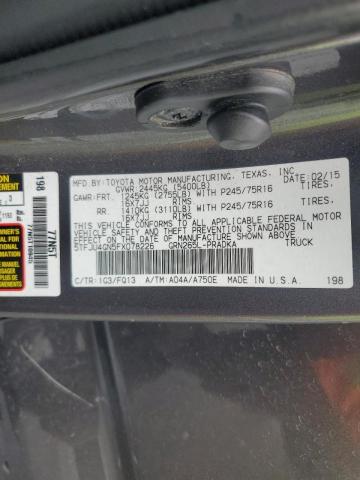 MFD.BY:TOYOTA MOTOR MANUFACTURING, TEXAS, INC 02/15
GVWR: 2445KG (5400LB)
GAWR:FRT. 1245KG (2755LB) WITH P245/75R16 TIRES,
16X7JJ RIMS
RR. 1410KG (3110LB) WITH P245/75R16 TIRES,
16X7JJ RIMS
THIS VEHICLE CONFORMS TO ALL APPLICABLE
FEDERAL MOTOR VEHICLE SAFETY AND THEFT
PREVENTION STANDARDS IN EFFECT ON THE DATE
OF MANUFACTURE SHOWN ABOVE.
5TFJU4GN5FX078226 GRN265L-PRADKA TRUCK
C/TR:1G3/FQ13 A/TM:A04A/A750E MADE IN U.S.A. 198
198
77N5T